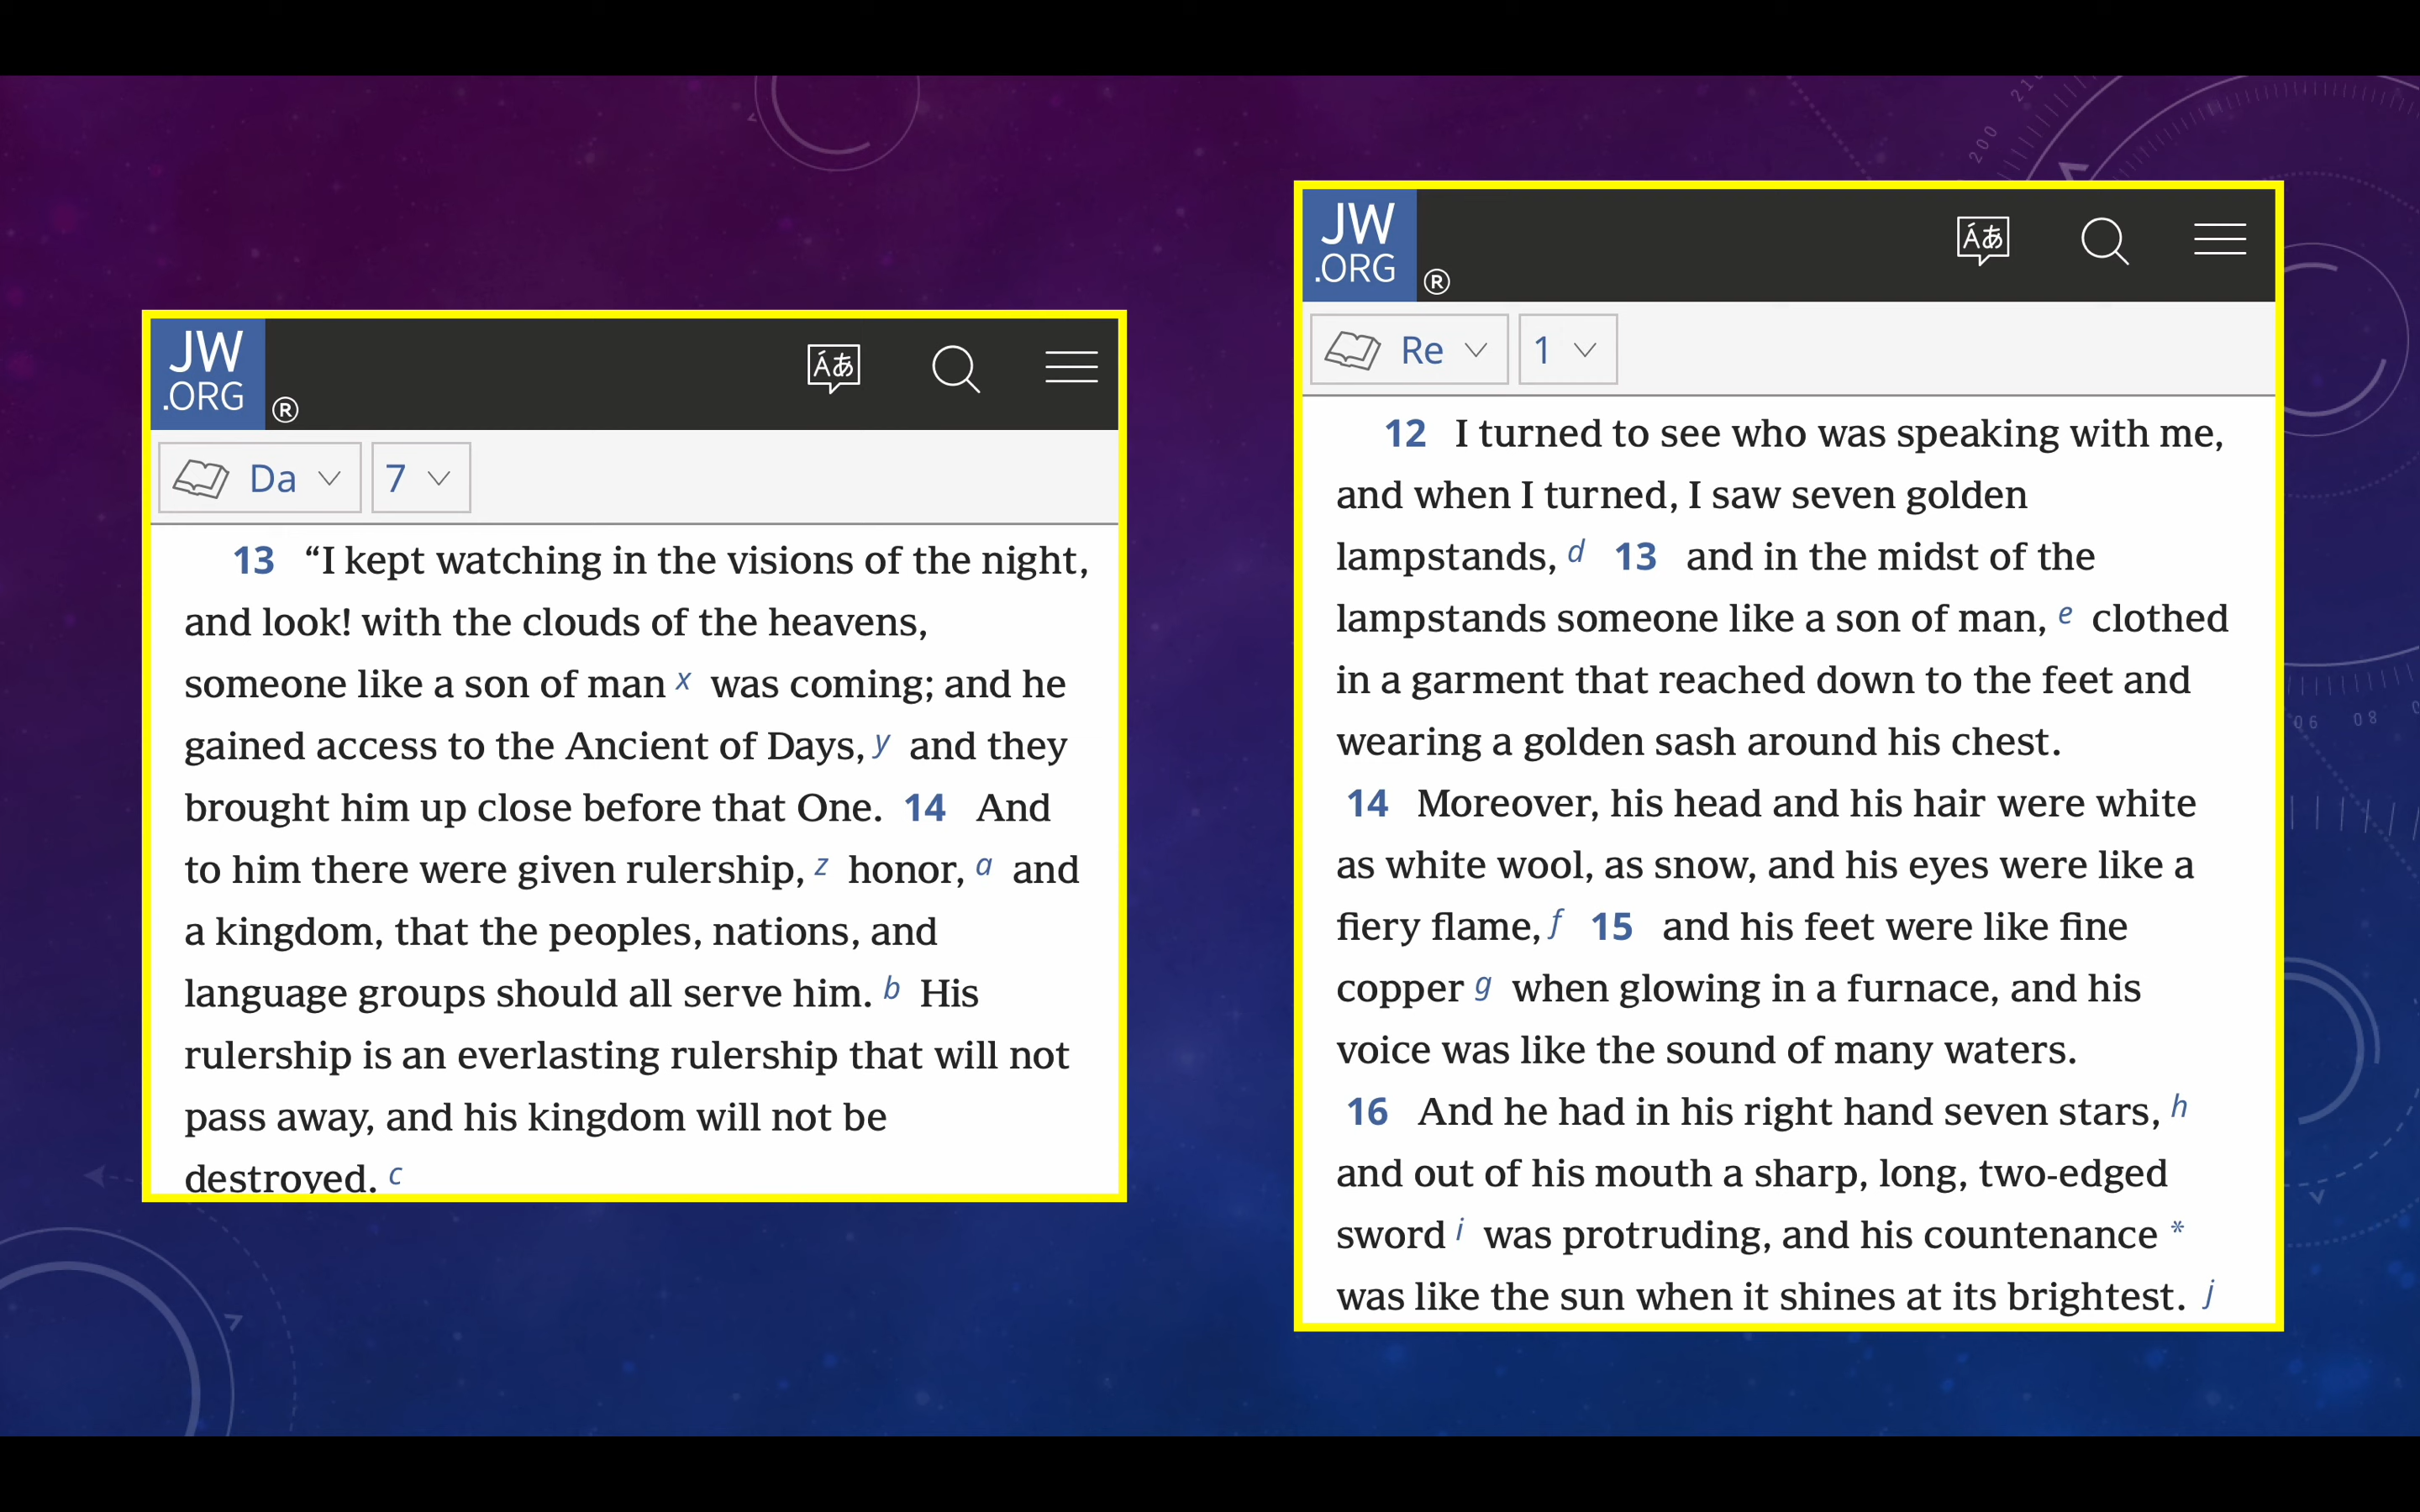 JW
.ORG ®
Áあ
Da 7
13 “I kept watching in the visions of the night,
and look! with the clouds of the heavens,
someone like a son of man x was coming; and he
gained access to the Ancient of Days, y and they
brought him up close before that One. 14 And
to him there were given rulership, z honor, a and
a kingdom, that the peoples, nations, and
language groups should all serve him. b His
rulership is an everlasting rulership that will not
pass away, and his kingdom will not be
destroyed. c
JW
.ORG ®
Áあ
Re 1
12 I turned to see who was speaking with me,
and when I turned, I saw seven golden
lampstands, d 13 and in the midst of the
lampstands someone like a son of man, e clothed
in a garment that reached down to the feet and
wearing a golden sash around his chest.
14 Moreover, his head and his hair were white
as white wool, as snow, and his eyes were like a
fiery flame, f 15 and his feet were like fine
copper g when glowing in a furnace, and his
voice was like the sound of many waters.
16 And he had in his right hand seven stars, h
and out of his mouth a sharp, long, two-edged
sword i was protruding, and his countenance *
was like the sun when it shines at its brightest. j
200